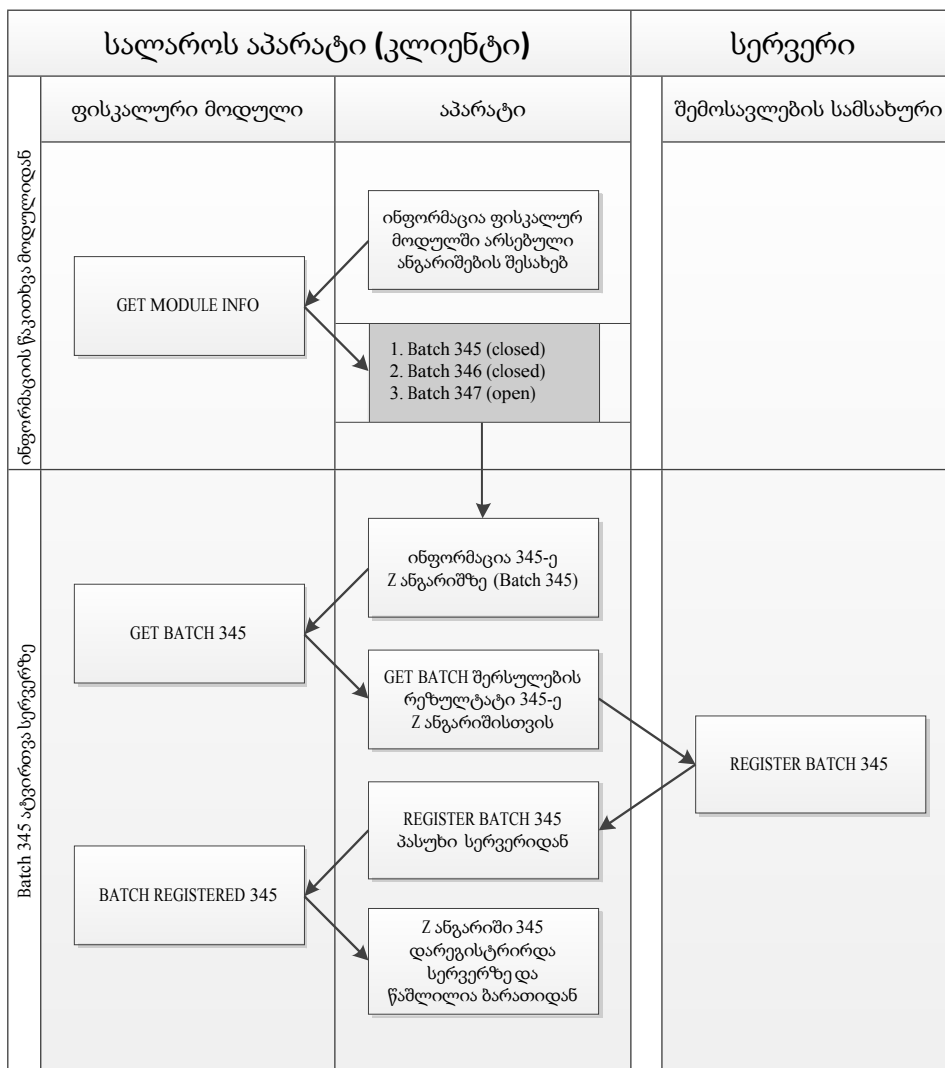 სალაროს აპარატი (კლიენტი)
სერვერი
ფისკალური მოდული
აპარატი
შემოსავლების სამსახური
ინფორმაციის წაკითხვა მოდულიდან
ინფორმაცია ფისკალურ
მოდულში არსებული
ანგარიშების შესახებ
GET MODULE INFO
1. Batch 345 (closed)
2. Batch 346 (closed)
3. Batch 347 (open)
Batch 345 ატვირთვა სერვერზე
ინფორმაცია 345-ე
Z ანგარიშზე (Batch 345)
GET BATCH 345
GET BATCH შერსულების
რეზულტატი 345-ე
Z ანგარიშისთვის
REGISTER BATCH 345
REGISTER BATCH 345
პასუხი სერვერიდან
BATCH REGISTERED 345
Z ანგარიში 345
დარეგისტრირდა
სერვერზე და
წაშლილია ბარათიდან